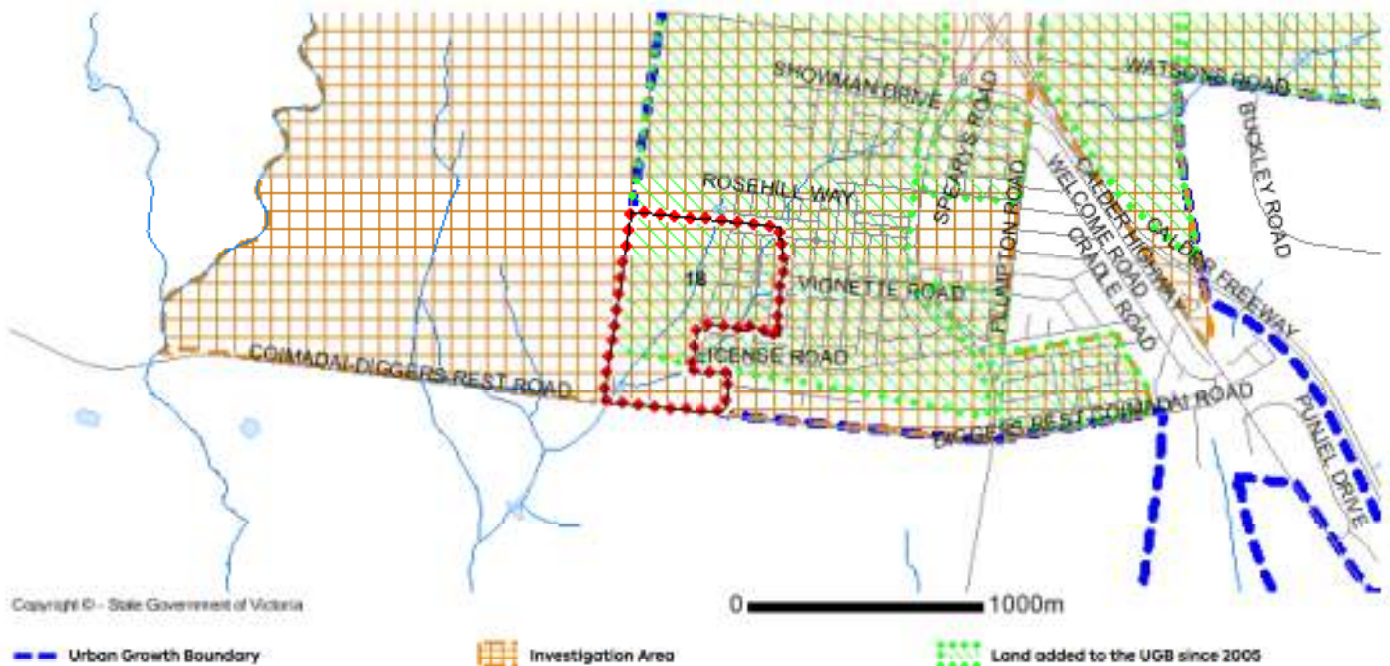 SHOWMAN DRIVE
WATSONS ROAD
SPEARYS ROAD
BUCKLEY ROAD
ROSEHILL WAY
PLUMPTON ROAD
WELCOME ROAD
CALDER HIGHWAY
CRADLE ROAD
CALDER FREEWAY
18
VIGNETTE ROAD
LICENSE ROAD
COIMADAI-DIGGERS REST ROAD
DIGGERS REST COIMADAI ROAD
PUNJEL DRIVE
Copyright © - State Government of Victoria
0 1000m
Urban Growth Boundary
Investigation Area
Land added to the UGB since 2005